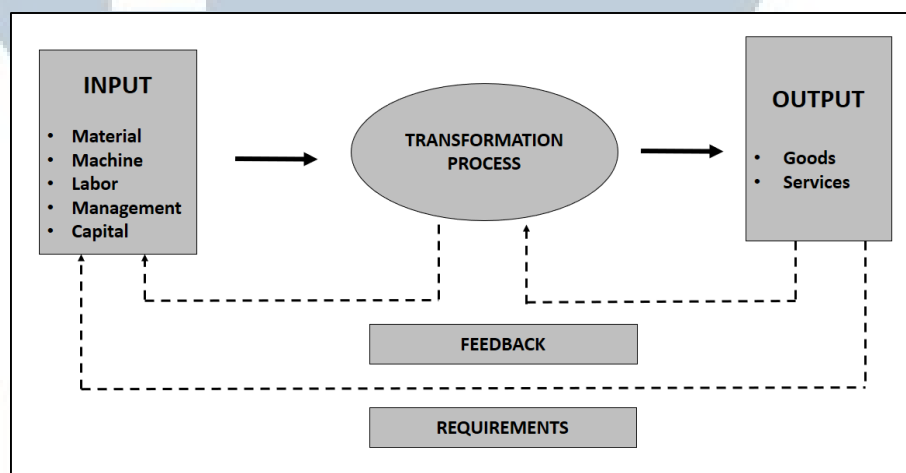 INPUT
• Material
• Machine
• Labor
• Management
• Capital
TRANSFORMATION
PROCESS
OUTPUT
• Goods
• Services
FEEDBACK
REQUIREMENTS